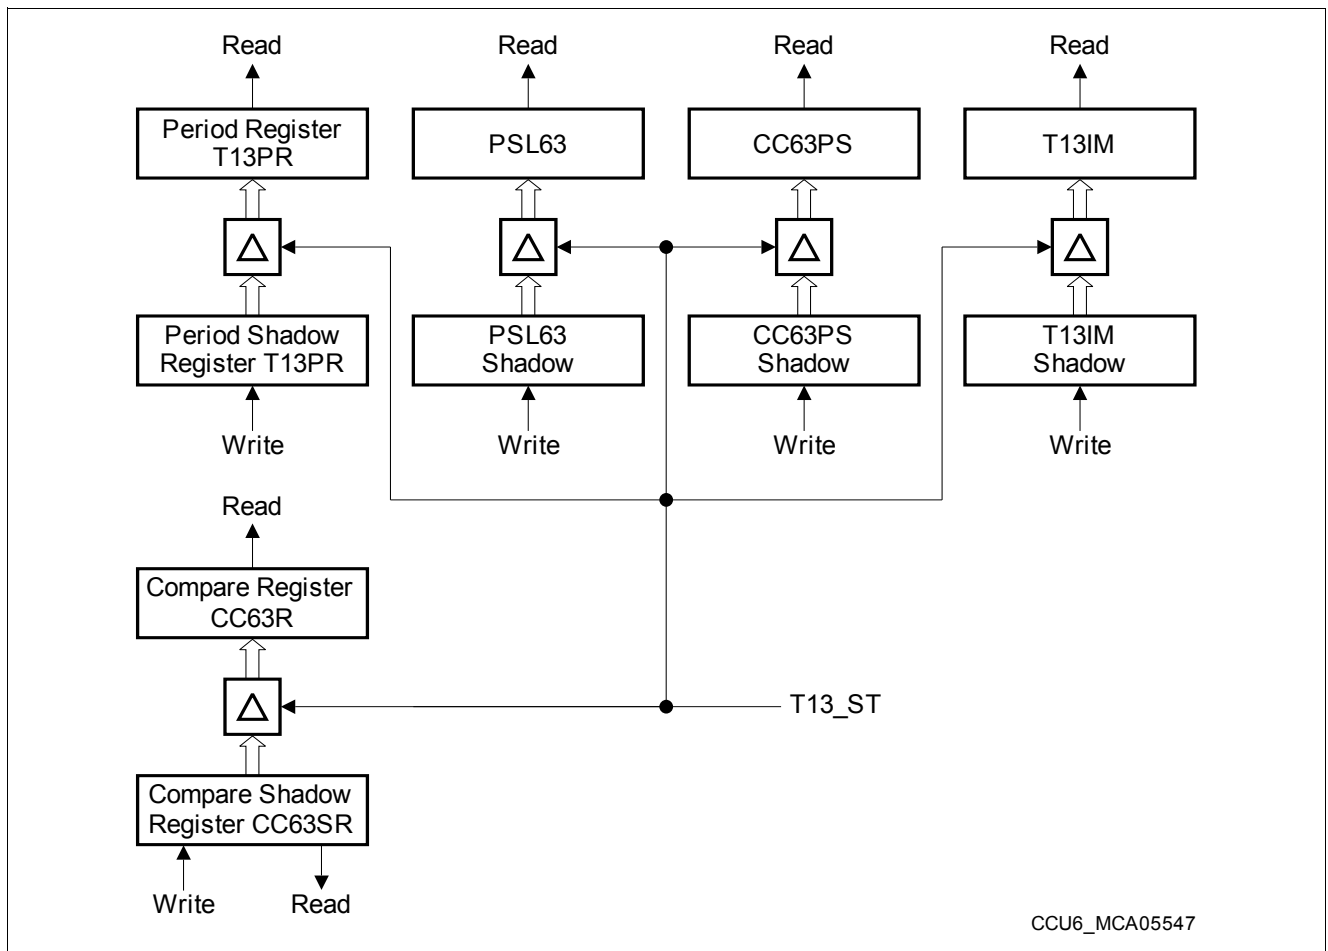 Read
Read
Read
Read
Period Register
T13PR
PSL63
CC63PS
T13IM
Period Shadow
Register T13PR
PSL63
Shadow
CC63PS
Shadow
T13IM
Shadow
Write
Write
Write
Write
Read
Compare Register
CC63R
T13_ST
Compare Shadow
Register CC63SR
Write
Read
CCU6_MCA05547